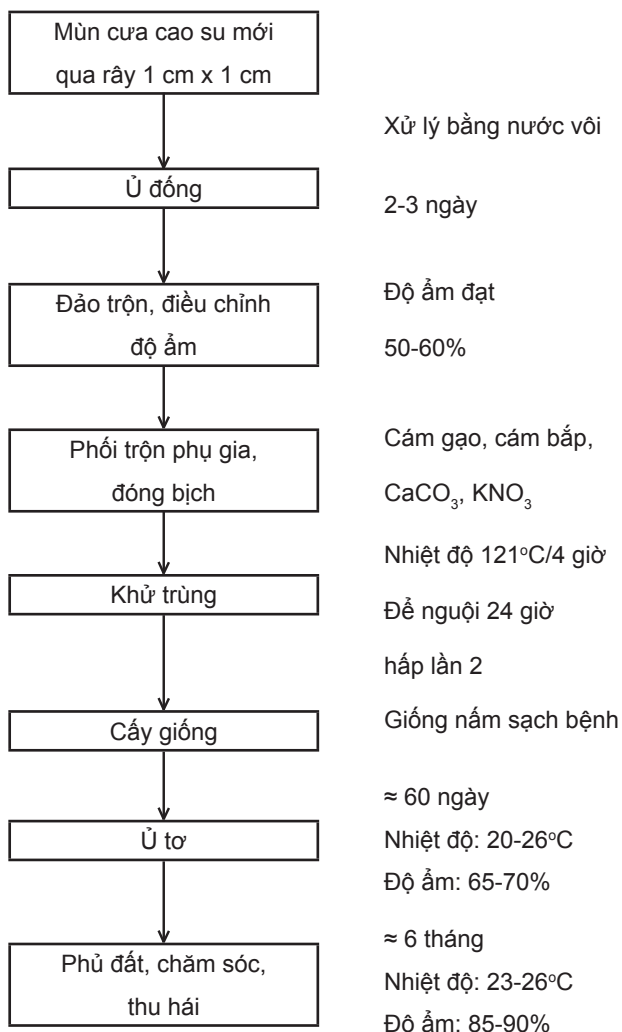 Mùn cưa cao su mới
qua rây 1 cm x 1 cm
Xử lý bằng nước vôi
Ủ đống
2-3 ngày
Đảo trộn, điều chỉnh
độ ẩm
Độ ẩm đạt
50-60%
Phối trộn phụ gia,
đóng bịch
Cám gạo, cám bắp,
CaCO₃, KNO₃
Khử trùng
Nhiệt độ 121°C/4 giờ
Để nguội 24 giờ
hấp lần 2
Cấy giống
Giống nấm sạch bệnh
Ủ tơ
≈ 60 ngày
Nhiệt độ: 20-26°C
Độ ẩm: 65-70%
Phủ đất, chăm sóc,
thu hái
≈ 6 tháng
Nhiệt độ: 23-26°C
Độ ẩm: 85-90%